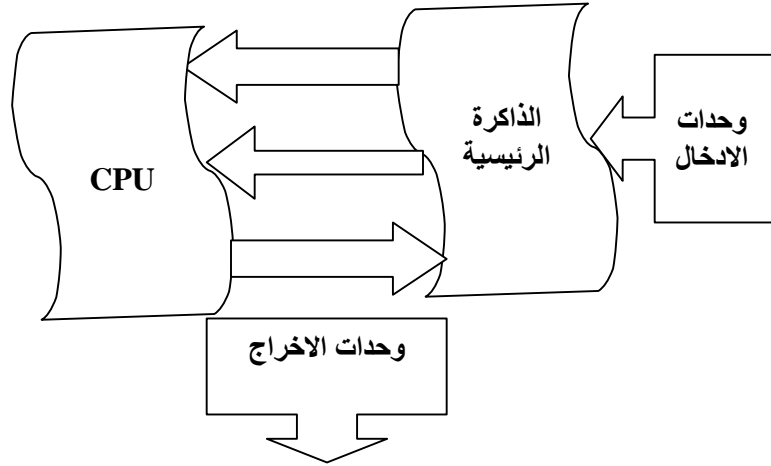 وحدات
الادخال
الذاكرة
الرئيسية
CPU
وحدات الاخراج